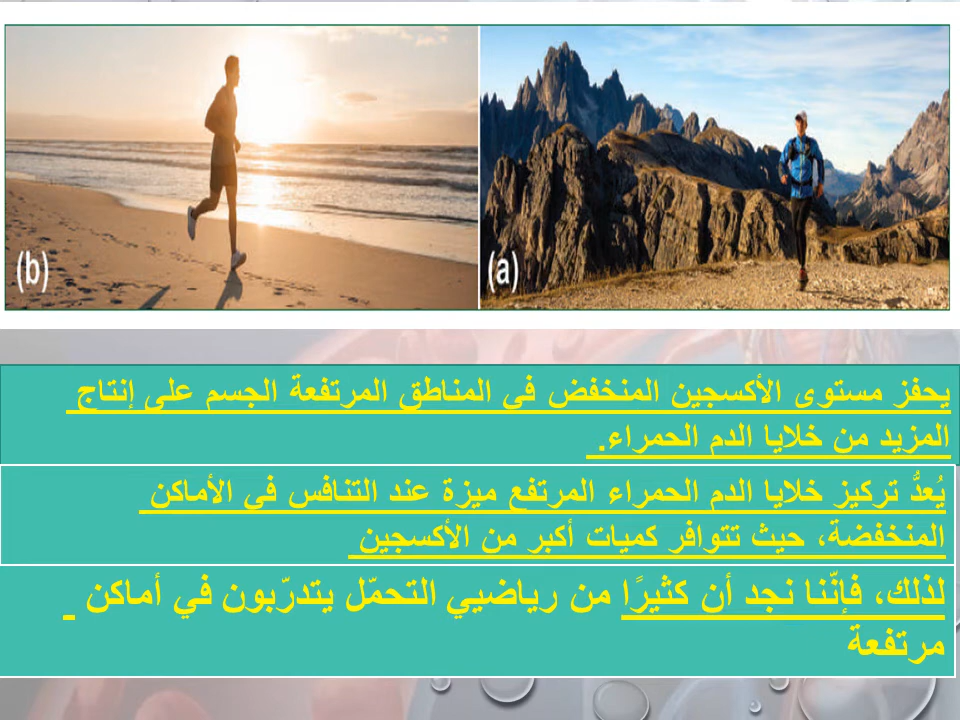 (a)
(b)
يحفز مستوى الأكسجين المنخفض في المناطق المرتفعة الجسم على إنتاج
المزيد من خلايا الدم الحمراء.
يُعدُّ تركيز خلايا الدم الحمراء المرتفع ميزة عند التنافس في الأماكن
المنخفضة، حيث تتوافر كميات أكبر من الأكسجين
لذلك، فإنّنا نجد أن كثيرًا من رياضيي التحمّل يتدرّبون في أماكن
مرتفعة